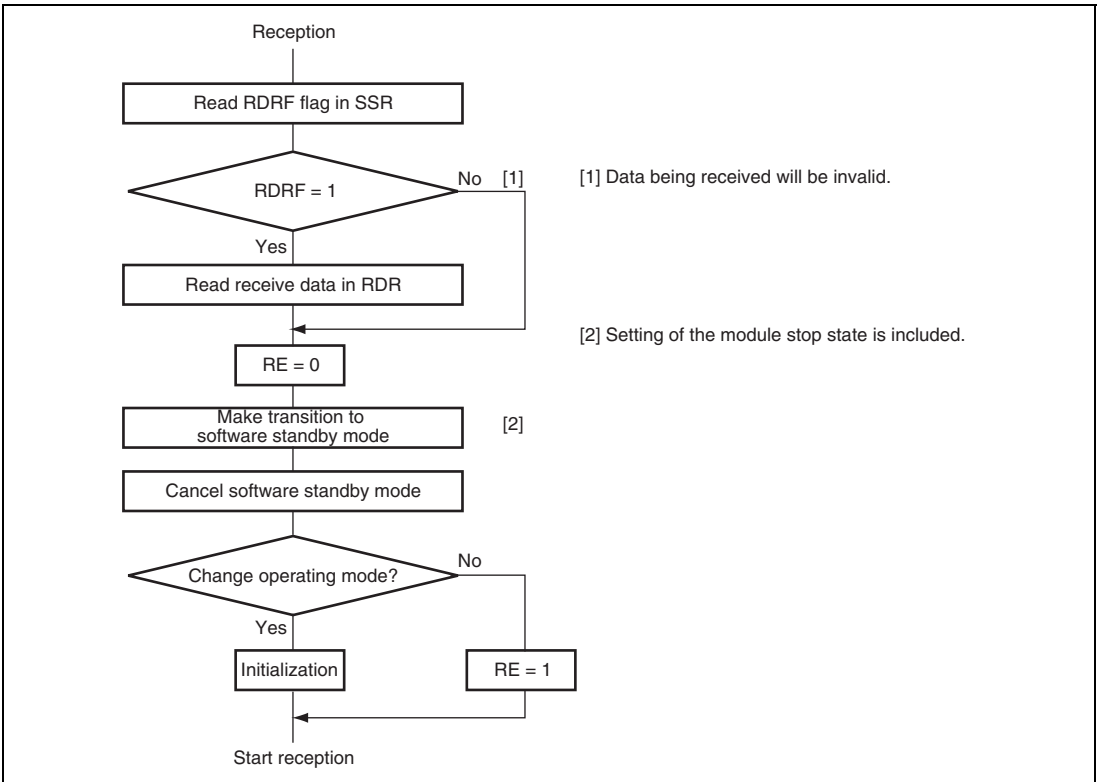 Reception
Read RDRF flag in SSR
RDRF = 1
No [1]
[1] Data being received will be invalid.
Yes
Read receive data in RDR
[2] Setting of the module stop state is included.
RE = 0
Make transition to
software standby mode
[2]
Cancel software standby mode
Change operating mode?
No
Yes
Initialization
RE = 1
Start reception